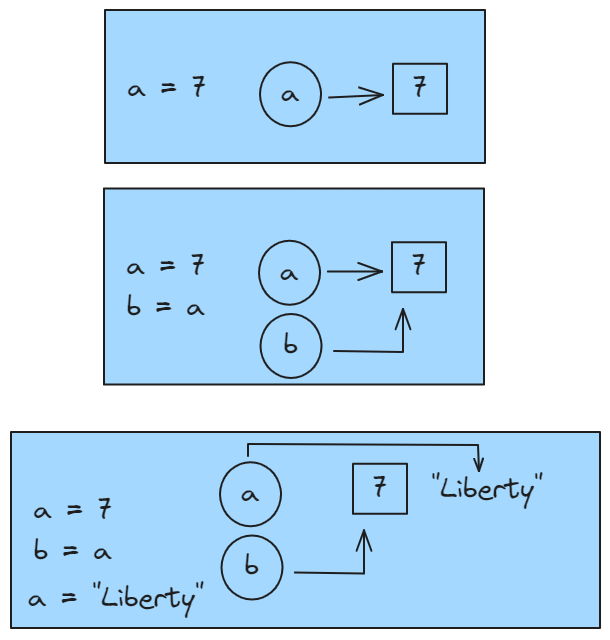 a = 7
a
7
a = 7
b = a
a
7
b
a = 7
b = a
a = "Liberty"
a
7
"Liberty"
b